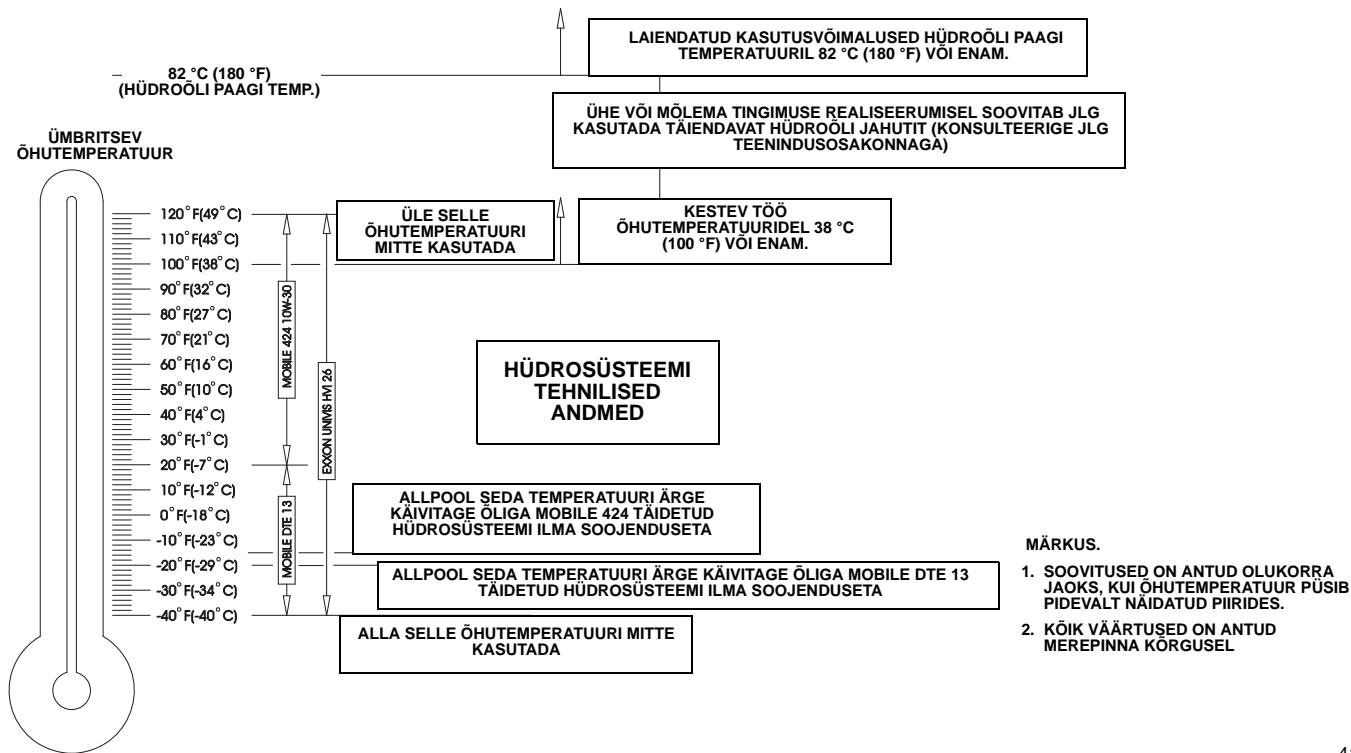 LAIENDATUD KASUTUSVÕIMALUSED HÜDROÕLI PAAGI
TEMPERATUURIL 82 °C (180 °F) VÕI ENAM.
82 °C (180 °F)
(HÜDROÕLI PAAGI TEMP.)
ÜHE VÕI MÕLEMA TINGIMUSE REALISEERUMISEL SOOVITAB JLG
KASUTADA TÄIENDAVAT HÜDROÕLI JAHUTIT (KONSULTEERIGE JLG
TEENINDUSOSAKONNAGA)
ÜMBRITSEV
ÕHUTEMPERATUUR
120°F(49°C)
110°F(43°C)
100°F(38°C)
90°F(32°C)
80°F(27°C)
70°F(21°C)
60°F(16°C)
50°F(10°C)
40°F(4°C)
30°F(-1°C)
20°F(-7°C)
10°F(-12°C)
0°F(-18°C)
-10°F(-23°C)
-20°F(-29°C)
-30°F(-34°C)
-40°F(-40°C)
MOBILE 424 10W-30
MOBILE DTE 13
EXXON UNIVIS HVI 26
ÜLE SELLE
ÕHUTEMPERATUURI
MITTE KASUTADA
KESTEV TÖÖ
ÕHUTEMPERATUURIDEL 38 °C
(100 °F) VÕI ENAM.
HÜDROSÜSTEEMI
TEHNILISED
ANDMED
ALLPOOL SEDA TEMPERATUURI ÄRGE
KÄIVITAGE ÕLIGA MOBILE 424 TÄIDETUD
HÜDROSÜSTEEMI ILMA SOOJENDUSETA
ALLPOOL SEDA TEMPERATUURI ÄRGE KÄIVITAGE ÕLIGA MOBILE DTE 13
TÄIDETUD HÜDROSÜSTEEMI ILMA SOOJENDUSETA
ALLA SELLE ÕHUTEMPERATUURI MITTE
KASUTADA
MÄRKUS.
1. SOOVITUSED ON ANTUD OLUKORRA
JAOKS, KUI ÕHUTEMPERATUUR PÜSIB
PIDEVALT NÄIDATUD PIIRIDES.
2. KÕIK VÄÄRTUSED ON ANTUD
MEREPINNA KÕRGUSEL